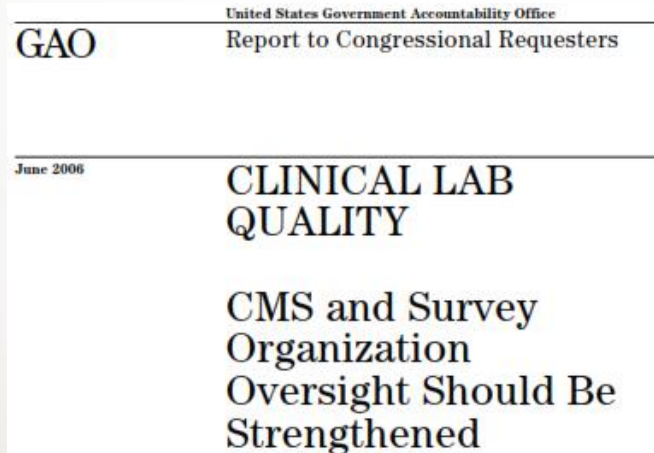 United States Government Accountability Office
GAO
Report to Congressional Requesters
June 2006
CLINICAL LAB
QUALITY
CMS and Survey
Organization
Oversight Should Be
Strengthened